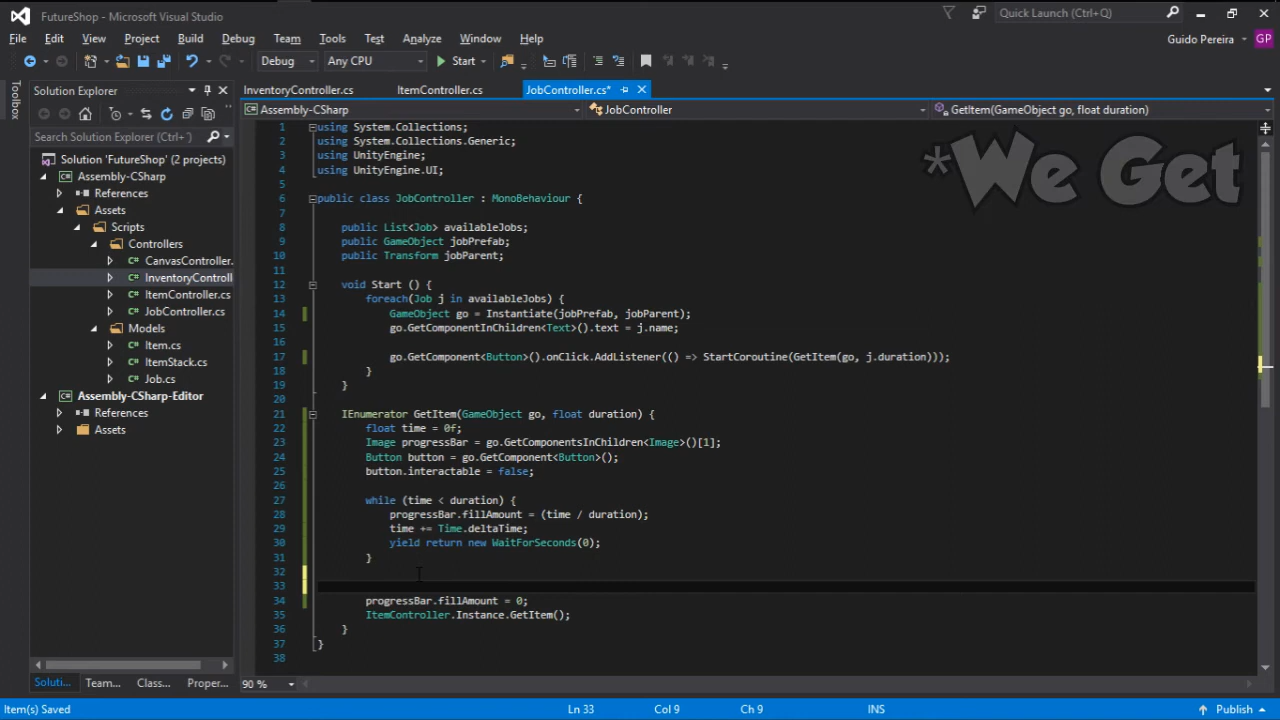 FutureShop - Microsoft Visual Studio
Quick Launch (Ctrl+Q)
File Edit View Project Build Debug Team Tools Test Analyze Window Help
Guido Pereira GP
Debug Any CPU Start
Toolbox
Solution Explorer
Search Solution Explorer (Ctrl+
Solution 'FutureShop' (2 projects)
Assembly-CSharp
References
Assets
Scripts
Controllers
CanvasController.
InventoryControll
ItemController.cs
JobController.cs
Models
Item.cs
ItemStack.cs
Job.cs
Assembly-CSharp-Editor
References
Assets
Soluti... Team... Class... Proper...
InventoryController.cs ItemController.cs JobController.cs*
Assembly-CSharp JobController GetItem(GameObject go, float duration)
*We Get
1 using System.Collections;
2 using System.Collections.Generic;
3 using UnityEngine;
4 using UnityEngine.UI;
5
6 public class JobController : MonoBehaviour {
7
8 public List<Job> availableJobs;
9 public GameObject jobPrefab;
10 public Transform jobParent;
11
12 void Start () {
13 foreach(Job j in availableJobs) {
14 GameObject go = Instantiate(jobPrefab, jobParent);
15 go.GetComponentInChildren<Text>().text = j.name;
16
17 go.GetComponent<Button>().onClick.AddListener(() => StartCoroutine(GetItem(go, j.duration)));
18 }
19 }
20
21 IEnumerator GetItem(GameObject go, float duration) {
22 float time = 0f;
23 Image progressBar = go.GetComponentsInChildren<Image>()[1];
24 Button button = go.GetComponent<Button>();
25 button.interactable = false;
26
27 while (time < duration) {
28 progressBar.fillAmount = (time / duration);
29 time += Time.deltaTime;
30 yield return new WaitForSeconds(0);
31 }
32
33
34 progressBar.fillAmount = 0;
35 ItemController.Instance.GetItem();
36 }
37 }
38
90 %
Item(s) Saved Ln 33 Col 9 Ch 9 INS Publish